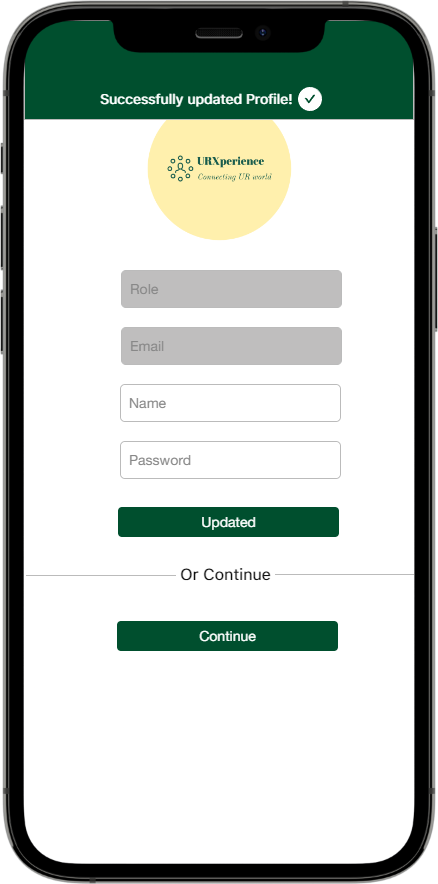 Successfully updated Profile!
URXperience
Connecting UR world
Role
Email
Name
Password
Updated
Or Continue
Continue